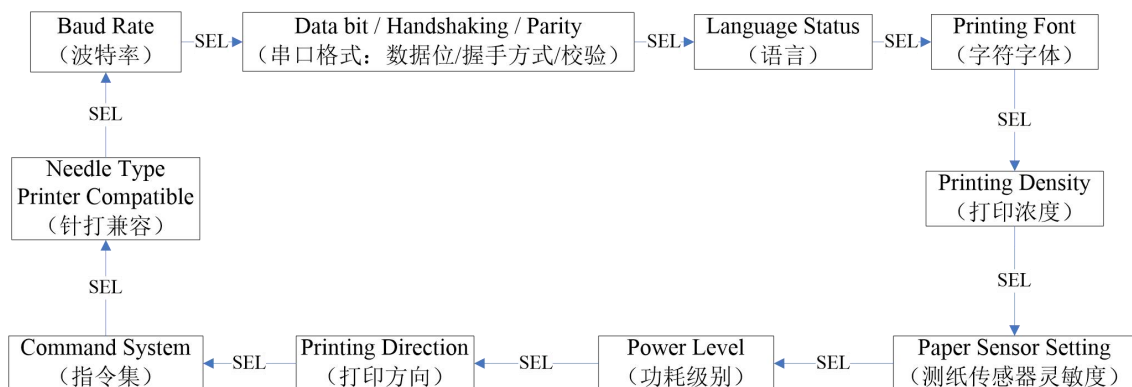 Baud Rate
（波特率）
SEL
Data bit / Handshaking / Parity
（串口格式：数据位/握手方式/校验）
SEL
Language Status
（语言）
SEL
Printing Font
（字符字体）
SEL
Printing Density
（打印浓度）
SEL
Paper Sensor Setting
（测纸传感器灵敏度）
SEL
Power Level
（功耗级别）
SEL
Printing Direction
（打印方向）
SEL
Command System
（指令集）
SEL
Needle Type
Printer Compatible
（针打兼容）
SEL